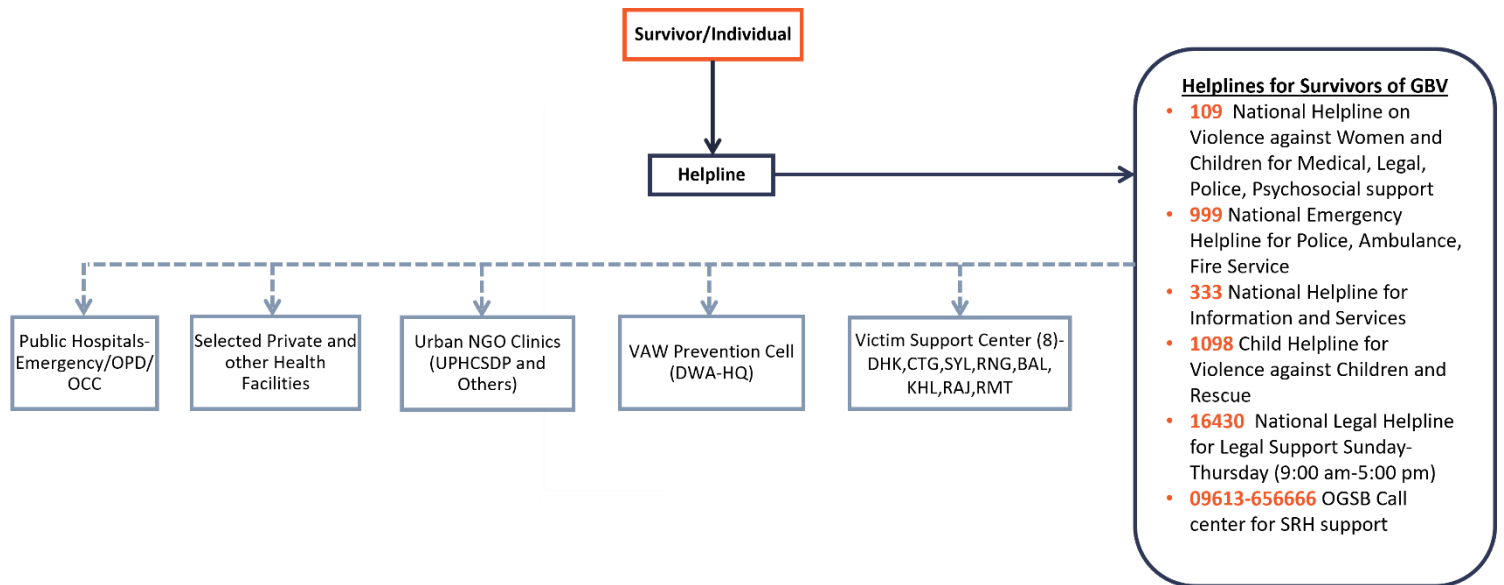 Survivor/Individual
Helpline
Public Hospitals-
Emergency/OPD/
OCC
Selected Private and
other Health
Facilities
Urban NGO Clinics
(UPHCSDP and
Others)
VAW Prevention Cell
(DWA-HQ)
Victim Support Center (8)-
DHK,CTG,SYL,RNG,BAL,
KHL,RAJ,RMT
Helplines for Survivors of GBV
• 109 National Helpline on
Violence against Women and
Children for Medical, Legal,
Police, Psychosocial support
• 999 National Emergency
Helpline for Police, Ambulance,
Fire Service
• 333 National Helpline for
Information and Services
• 1098 Child Helpline for
Violence against Children and
Rescue
• 16430 National Legal Helpline
for Legal Support Sunday-
Thursday (9:00 am-5:00 pm)
• 09613-656666 OGSB Call
center for SRH support